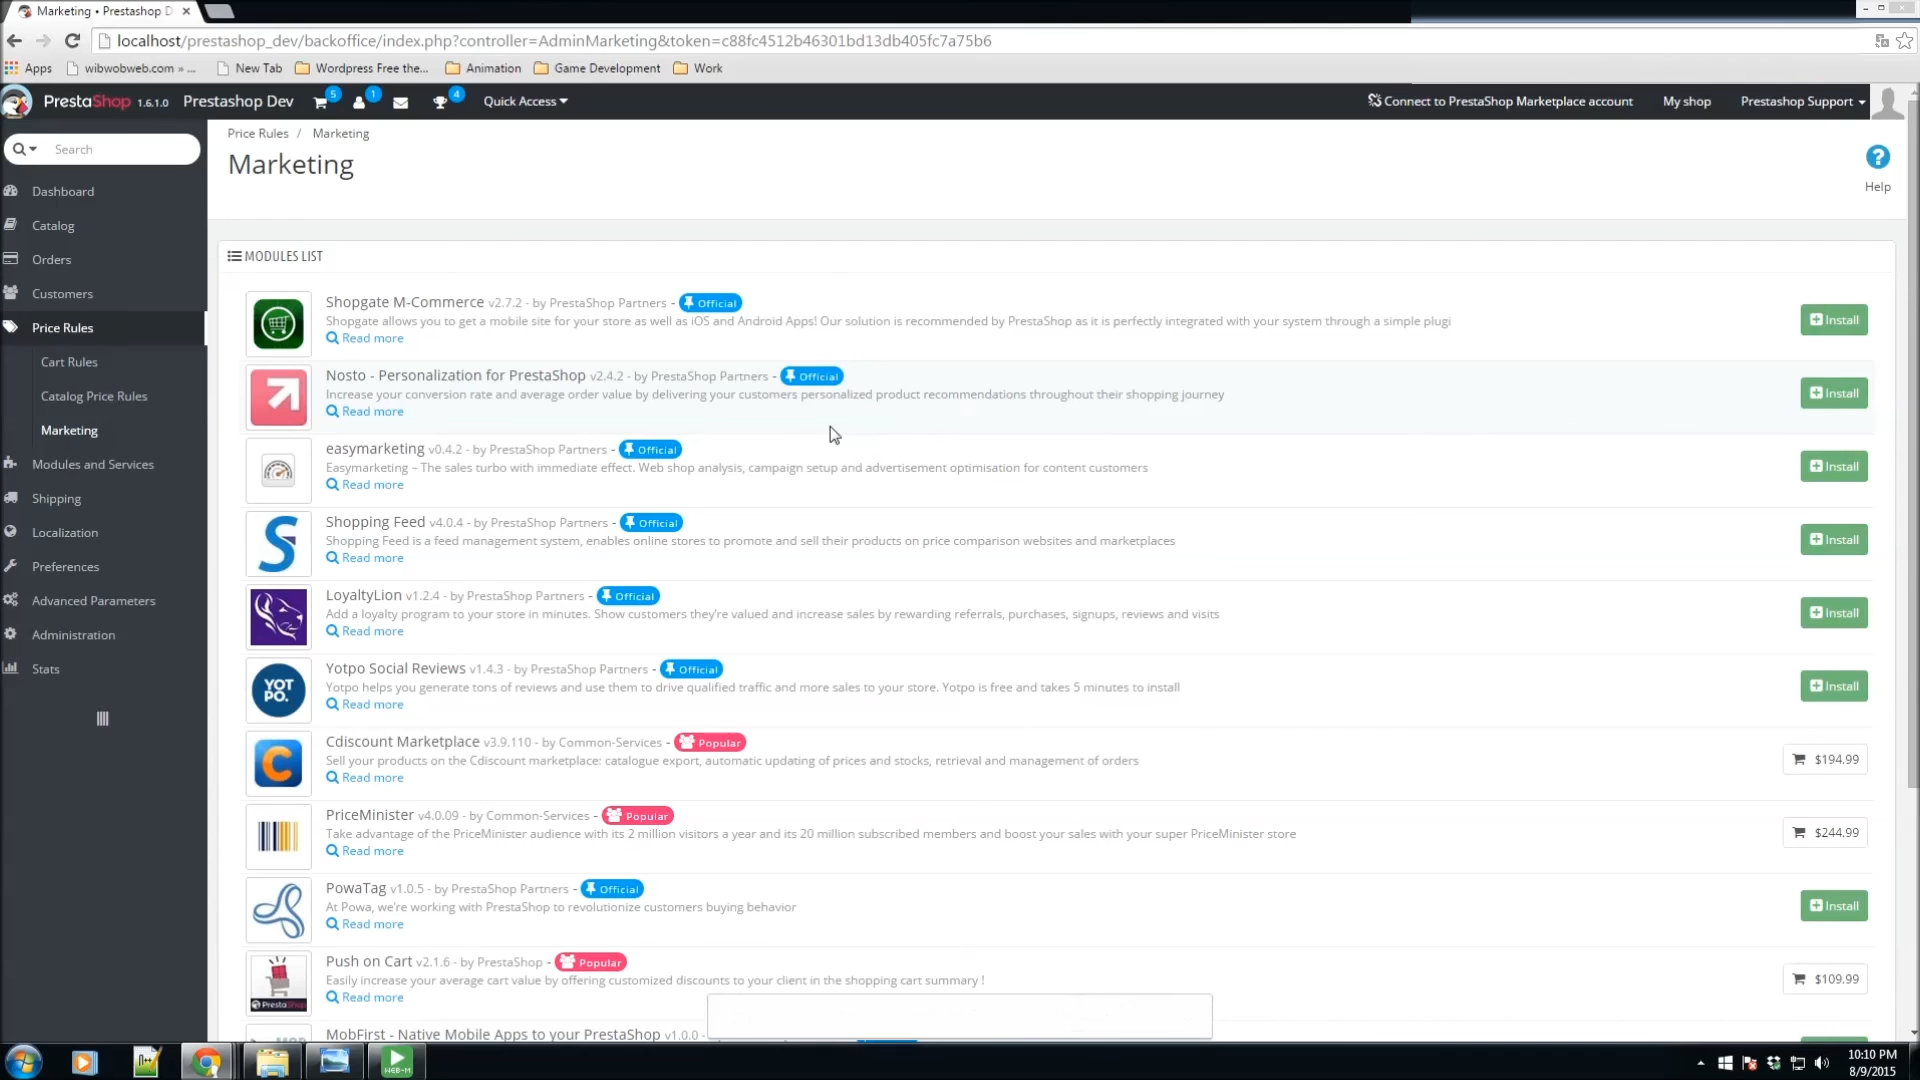 Marketing • Prestashop D
localhost/prestashop_dev/backoffice/index.php?controller=AdminMarketing&token=c88fc4512b46301bd13db405fc7a75b6
Apps wibwobweb.com » ... New Tab Wordpress Free the... Animation Game Development Work
PrestaShop 1.6.1.0 Prestashop Dev 5 1 4 Quick Access Connect to PrestaShop Marketplace account My shop Prestashop Support
Price Rules / Marketing
Marketing
Help
Search
Dashboard
Catalog
Orders
Customers
Price Rules
Cart Rules
Catalog Price Rules
Marketing
Modules and Services
Shipping
Localization
Preferences
Advanced Parameters
Administration
Stats
MODULES LIST
Shopgate M-Commerce v2.7.2 - by PrestaShop Partners - Official
Shopgate allows you to get a mobile site for your store as well as iOS and Android Apps! Our solution is recommended by PrestaShop as it is perfectly integrated with your system through a simple plugi
Read more
Install
Nosto - Personalization for PrestaShop v2.4.2 - by PrestaShop Partners - Official
Increase your conversion rate and average order value by delivering your customers personalized product recommendations throughout their shopping journey
Read more
Install
easymarketing v0.4.2 - by PrestaShop Partners - Official
Easymarketing – The sales turbo with immediate effect. Web shop analysis, campaign setup and advertisement optimisation for content customers
Read more
Install
Shopping Feed v4.0.4 - by PrestaShop Partners - Official
Shopping Feed is a feed management system, enables online stores to promote and sell their products on price comparison websites and marketplaces
Read more
Install
LoyaltyLion v1.2.4 - by PrestaShop Partners - Official
Add a loyalty program to your store in minutes. Show customers they’re valued and increase sales by rewarding referrals, purchases, signups, reviews and visits
Read more
Install
YOT
PO.
Yotpo Social Reviews v1.4.3 - by PrestaShop Partners - Official
Yotpo helps you generate tons of reviews and use them to drive qualified traffic and more sales to your store. Yotpo is free and takes 5 minutes to install
Read more
Install
Cdiscount Marketplace v3.9.110 - by Common-Services - Popular
Sell your products on the Cdiscount marketplace: catalogue export, automatic updating of prices and stocks, retrieval and management of orders
Read more
$194.99
PriceMinister v4.0.09 - by Common-Services - Popular
Take advantage of the PriceMinister audience with its 2 million visitors a year and its 20 million subscribed members and boost your sales with your super PriceMinister store
Read more
$244.99
PowaTag v1.0.5 - by PrestaShop Partners - Official
At Powa, we’re working with PrestaShop to revolutionize customers buying behavior
Read more
Install
PrestaShop
Push on Cart v2.1.6 - by PrestaShop - Popular
Easily increase your average cart value by offering customized discounts to your client in the shopping cart summary !
Read more
$109.99
MobFirst - Native Mobile Apps to your PrestaShop v1.0.0 -
WEB-M
10:10 PM
8/9/2015